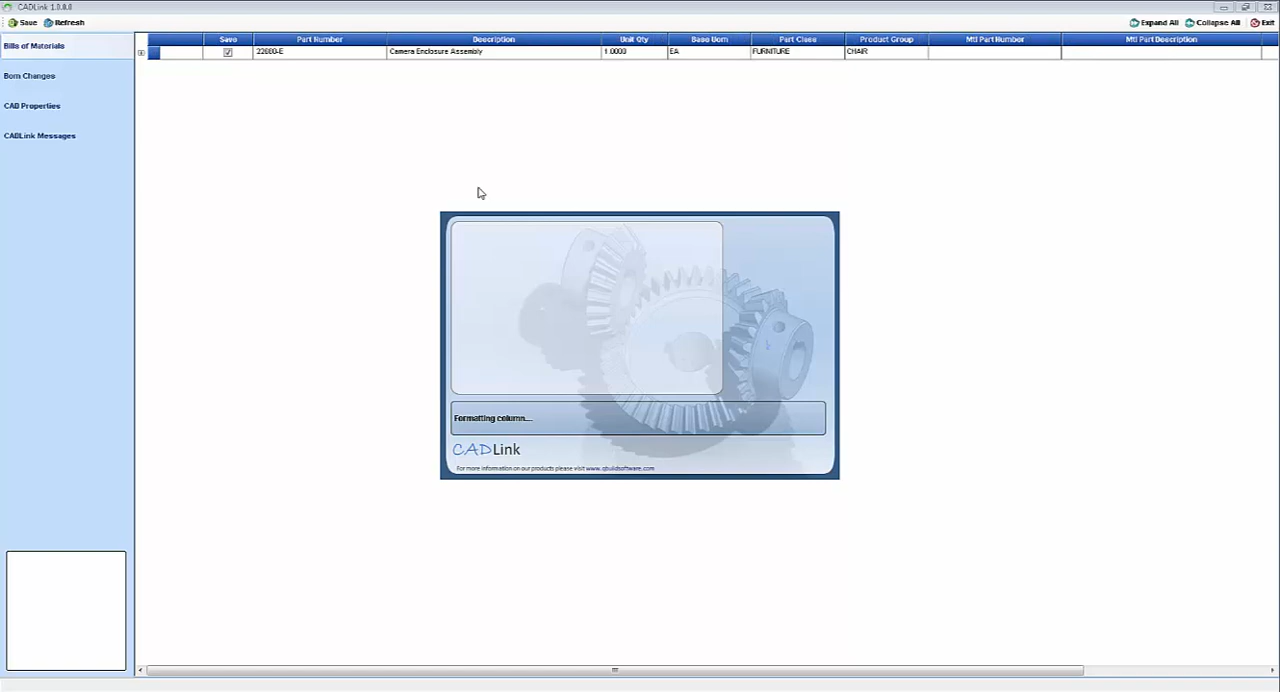 CADLink 1.0.0.0
Save Refresh Expand All Collapse All Exit
Bills of Materials
Bom Changes
CAD Properties
CADLink Messages
Save Part Number Description Unit Qty Base Uom Part Class Product Group Mtl Part Number Mtl Part Description
22880-E Camera Enclosure Assembly 1.0000 EA FURNITURE CHAIR
Formatting column...
CADLink
For more information on our products please visit www.qbuildsoftware.com